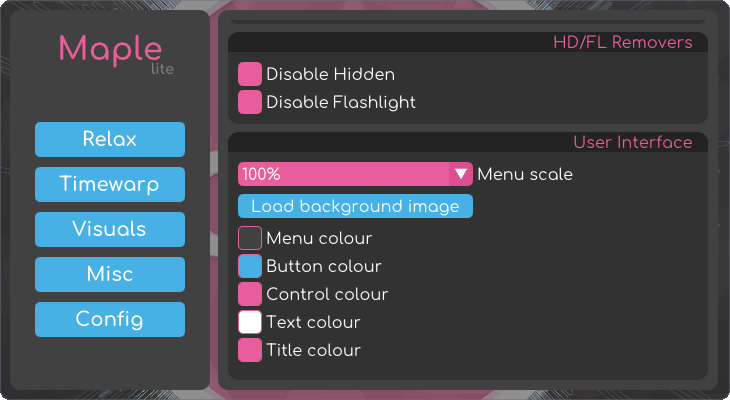 Maple
lite
Relax
Timewarp
Visuals
Misc
Config
HD/FL Removers
Disable Hidden
Disable Flashlight
User Interface
100% Menu scale
Load background image
Menu colour
Button colour
Control colour
Text colour
Title colour